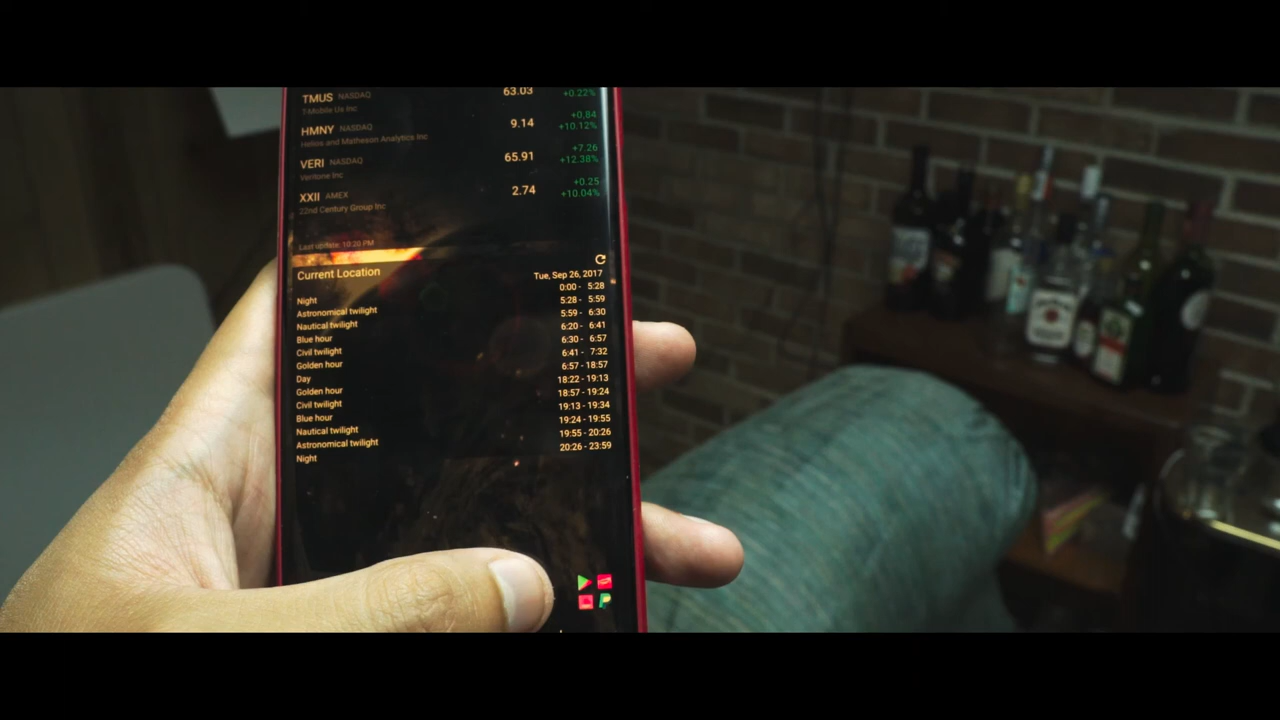 TMUS NASDAQ 63.03 +0.22%
T-Mobile Us Inc
+0.84
HMNY NASDAQ 9.14 +10.12%
Helios and Matheson Analytics Inc
+7.26
VERI NASDAQ 65.91 +12.38%
Veritone Inc
+0.25
XXII AMEX 2.74 +10.04%
22nd Century Group Inc
Last update: 10:20 PM
Current Location Tue, Sep 26, 2017
0:00 - 5:28
Night 5:28 - 5:59
Astronomical twilight 5:59 - 6:30
Nautical twilight 6:20 - 6:41
Blue hour 6:30 - 6:57
Civil twilight 6:41 - 7:32
Golden hour 6:57 - 18:57
Day 18:22 - 19:13
Golden hour 18:57 - 19:24
Civil twilight 19:13 - 19:34
Blue hour 19:24 - 19:55
Nautical twilight 19:55 - 20:26
Astronomical twilight 20:26 - 23:59
Night
JIM BEAM